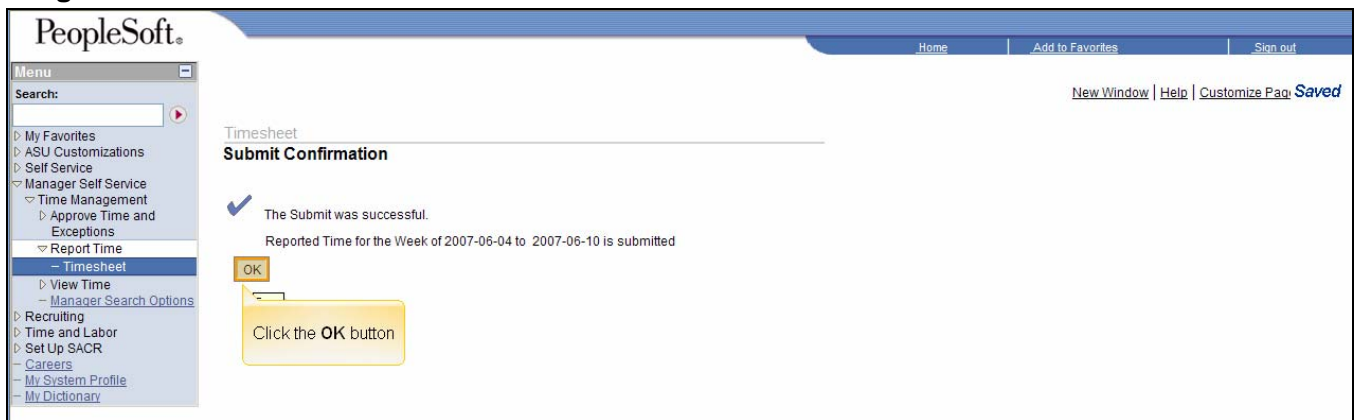 PeopleSoft®
Home Add to Favorites Sign out
Menu
Search:
My Favorites
ASU Customizations
Self Service
Manager Self Service
Time Management
Approve Time and
Exceptions
Report Time
– Timesheet
View Time
– Manager Search Options
Recruiting
Time and Labor
Set Up SACR
– Careers
– My System Profile
– My Dictionary
New Window | Help | Customize Pag Saved
Timesheet
Submit Confirmation
The Submit was successful.
Reported Time for the Week of 2007-06-04 to 2007-06-10 is submitted
OK
Click the OK button